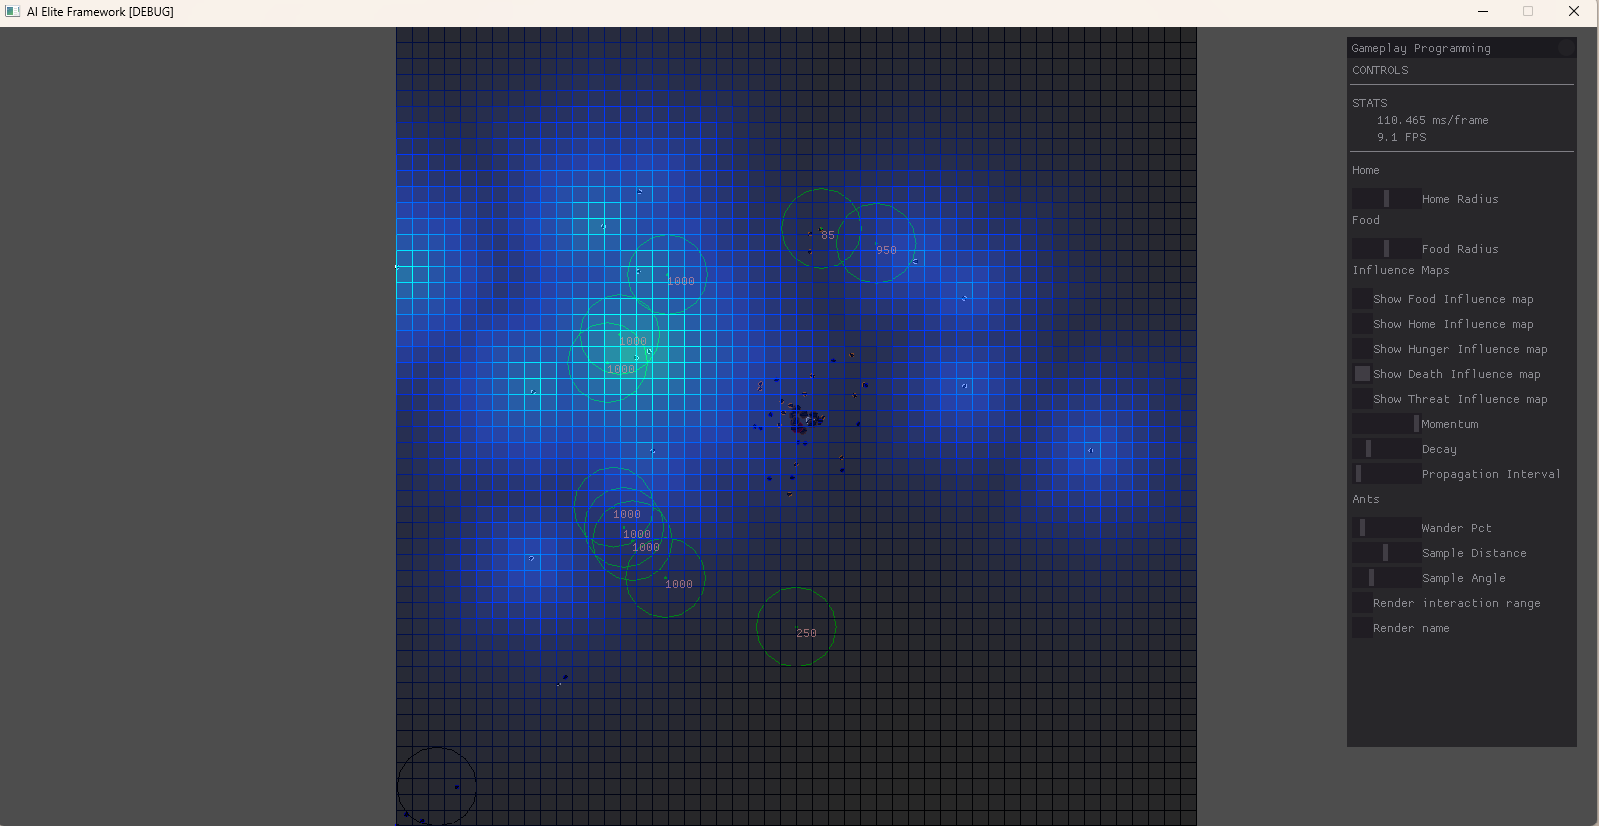 AI Elite Framework [DEBUG]
Gameplay Programming
CONTROLS
STATS
110.465 ms/frame
9.1 FPS
Home
Home Radius
Food
Food Radius
Influence Maps
Show Food Influence map
Show Home Influence map
Show Hunger Influence map
Show Death Influence map
Show Threat Influence map
Momentum
Decay
Propagation Interval
Ants
Wander Pct
Sample Distance
Sample Angle
Render interaction range
Render name
85
950
1000
1000
1000
1000
1000
1000
1000
250